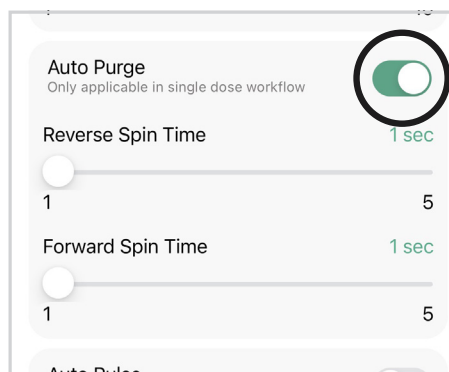 Auto Purge
Only applicable in single dose workflow
Reverse Spin Time 1 sec
1 5
Forward Spin Time 1 sec
1 5